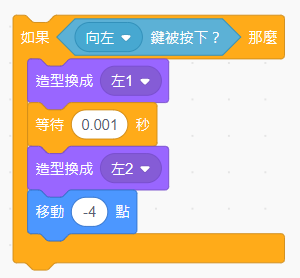 如果 向左 鍵被按下？ 那麼
造型換成 左1
等待 0.001 秒
造型換成 左2
移動 -4 點